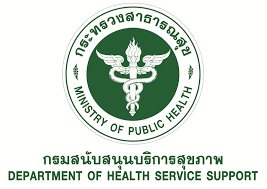 กระทรวงสาธารณสุข
MINISTRY OF PUBLIC HEALTH
กรมสนับสนุนบริการสุขภาพ
DEPARTMENT OF HEALTH SERVICE SUPPORT